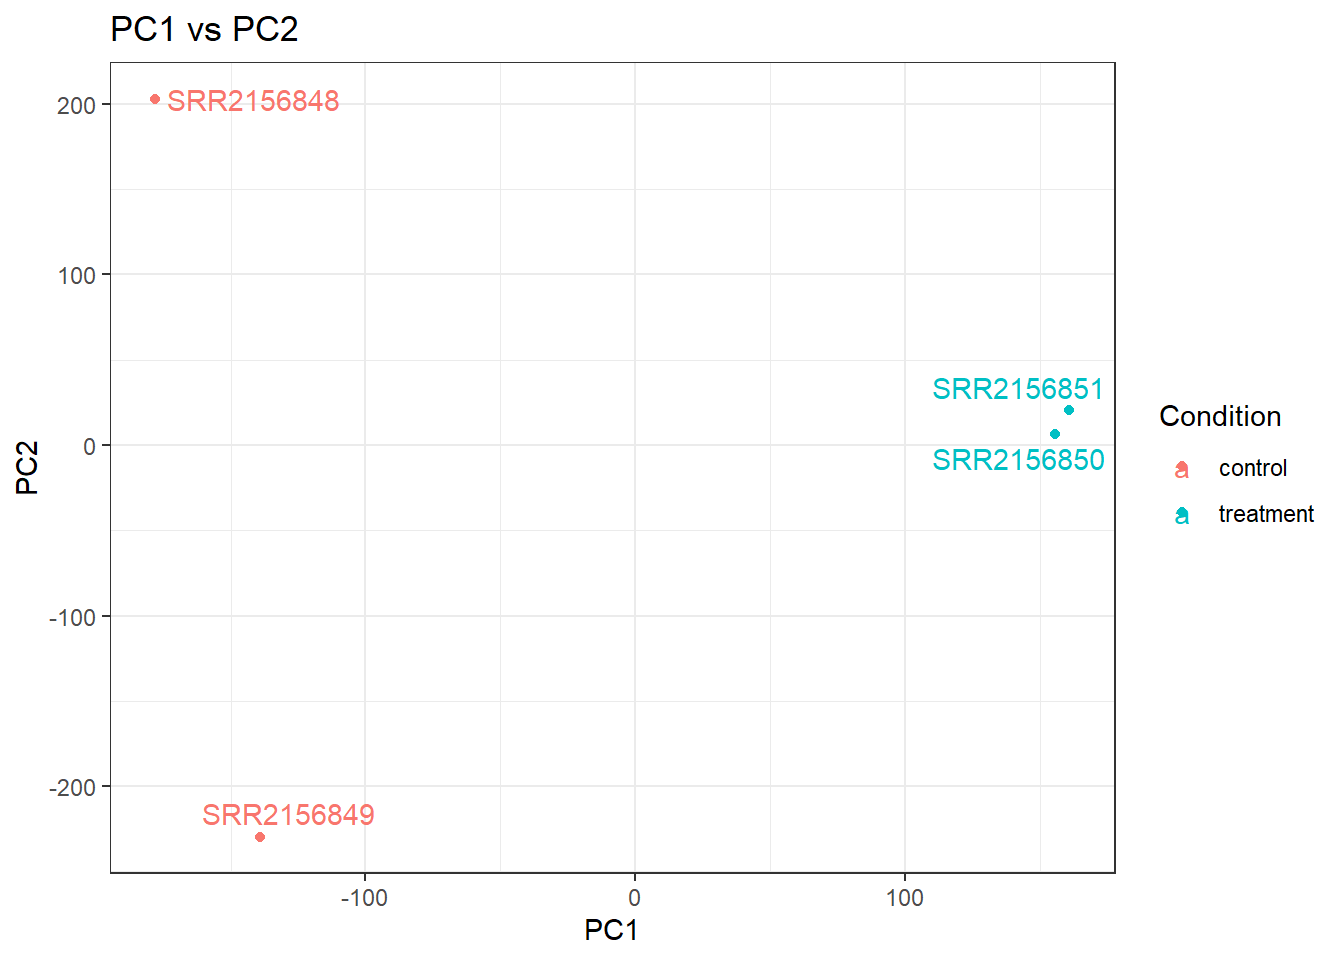 PC1 vs PC2
200
100
0
-100
-200
PC2
SRR2156848
SRR2156851
SRR2156850
SRR2156849
-100
0
100
PC1
Condition
a control
a treatment